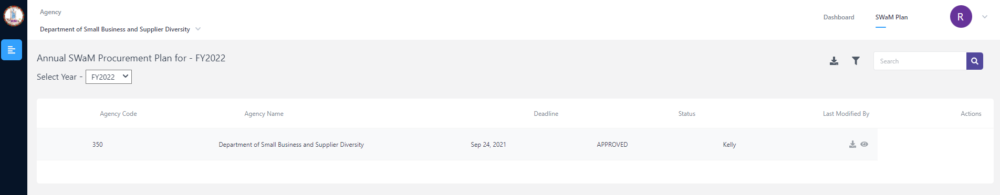 Agency
Department of Small Business and Supplier Diversity
Dashboard
SWaM Plan
R
Annual SWaM Procurement Plan for - FY2022
Select Year - FY2022
Search
Agency Code Agency Name Deadline Status Last Modified By Actions
350 Department of Small Business and Supplier Diversity Sep 24, 2021 APPROVED Kelly